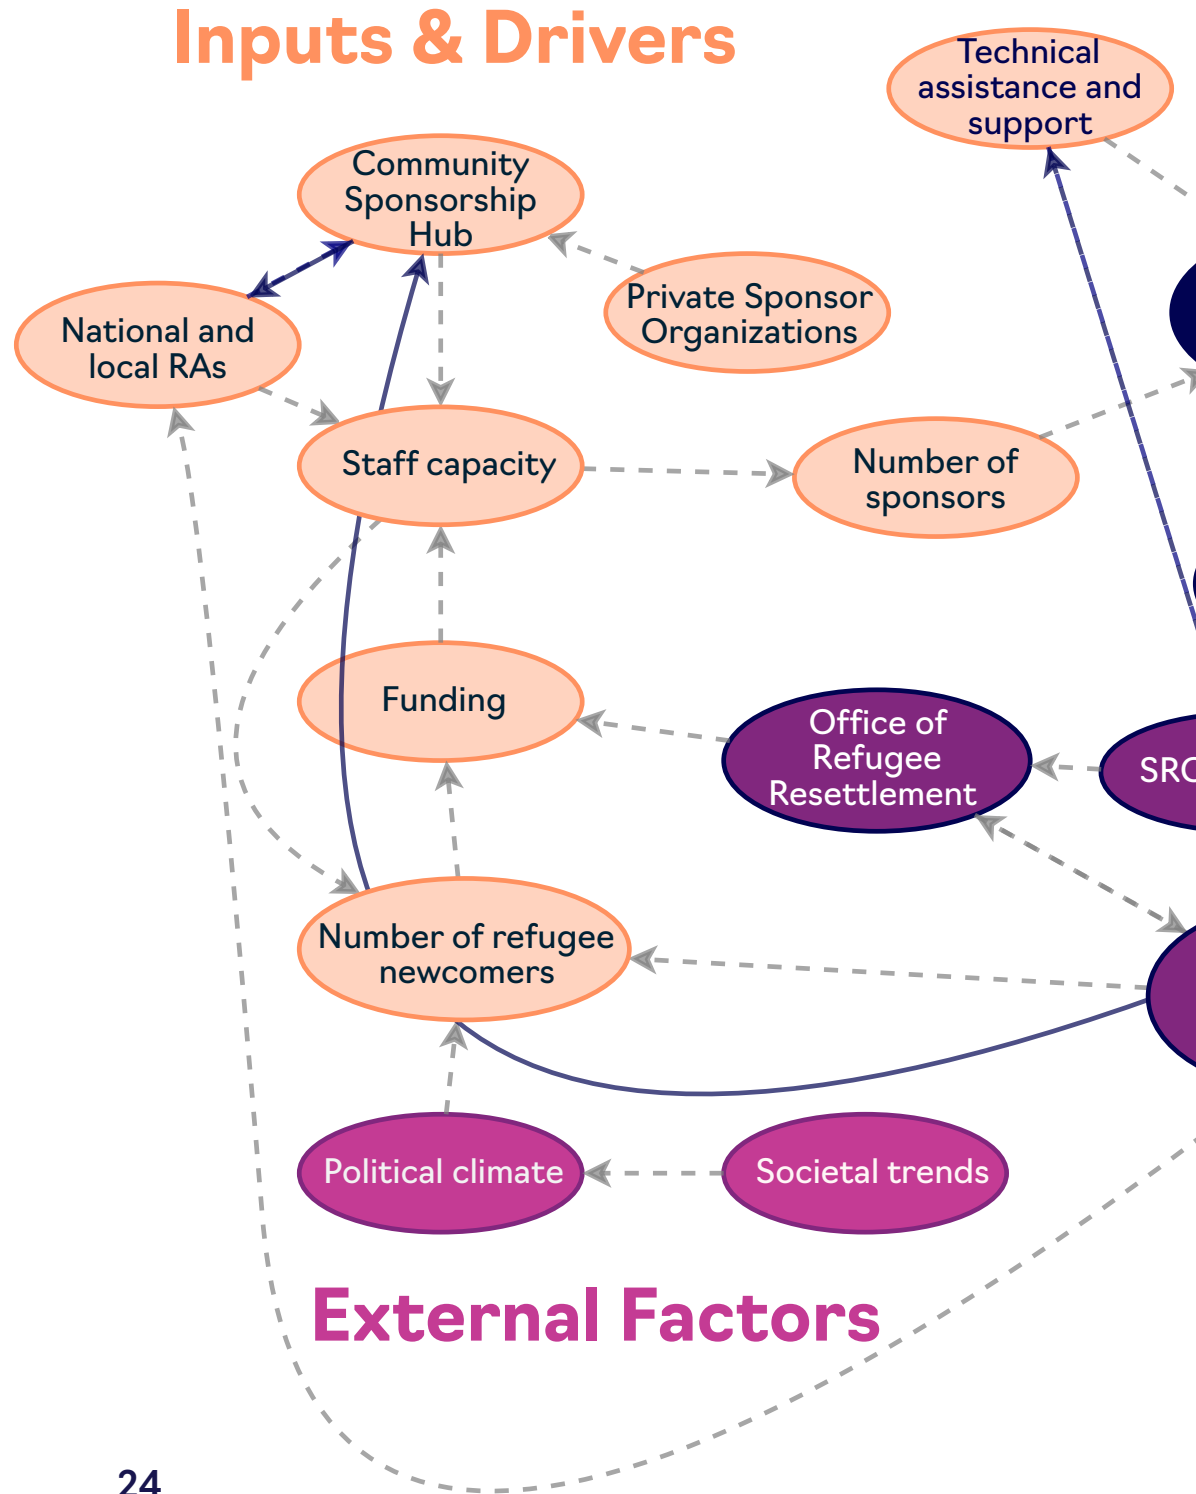 Inputs & Drivers
Technical
assistance and
support
Community
Sponsorship
Hub
Private Sponsor
Organizations
National and
local RAs
Staff capacity
Number of
sponsors
Funding
Office of
Refugee
Resettlement
Number of refugee
newcomers
Political climate
Societal trends
External Factors
24